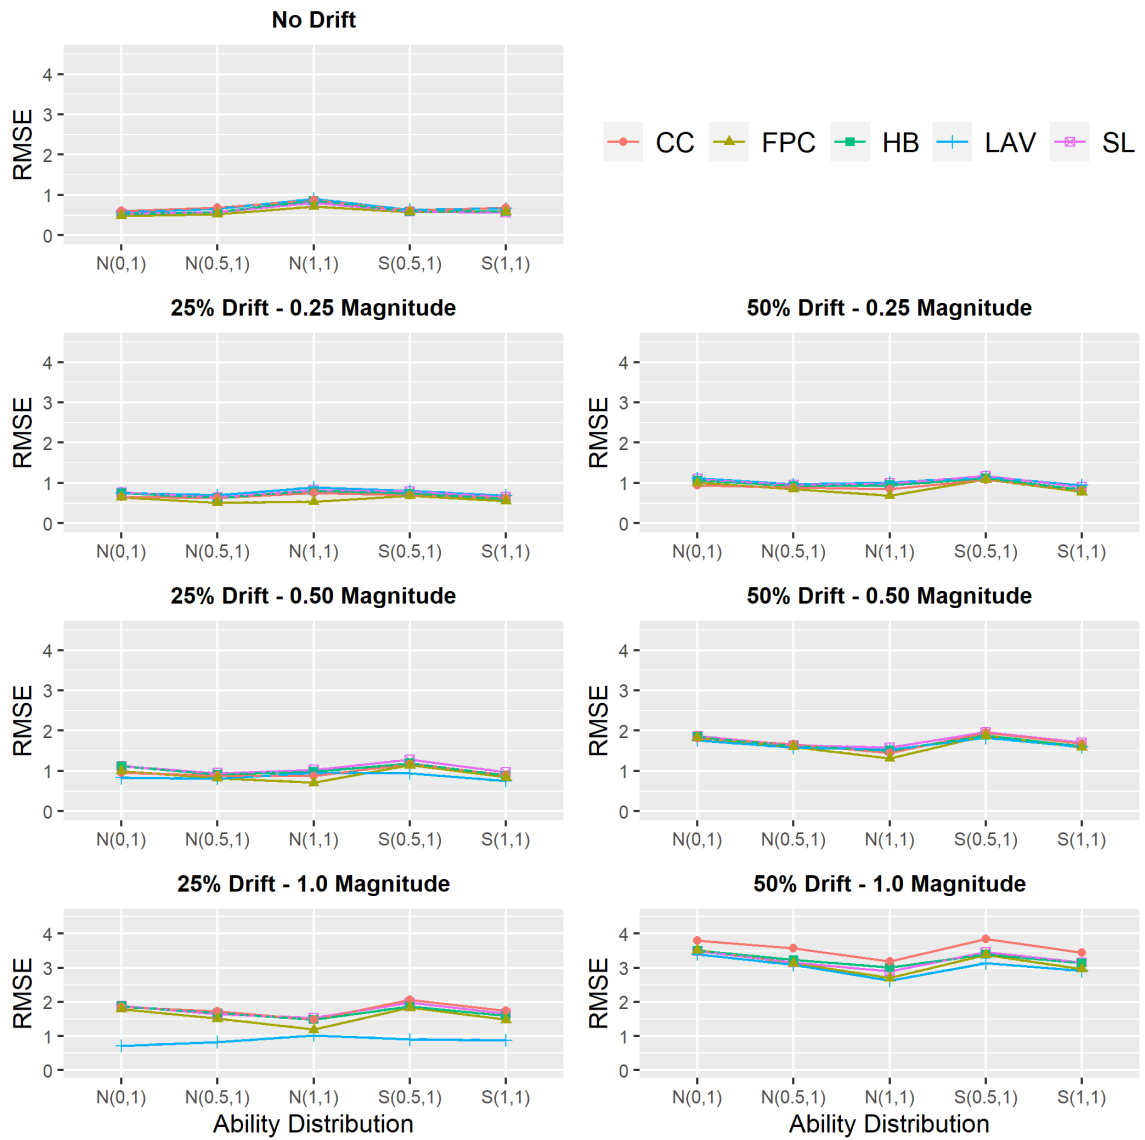 No Drift
RMSE
4
3
2
1
0
N(0,1) N(0.5,1) N(1,1) S(0.5,1) S(1,1)
CC FPC HB LAV SL
25% Drift - 0.25 Magnitude
RMSE
4
3
2
1
0
N(0,1) N(0.5,1) N(1,1) S(0.5,1) S(1,1)
50% Drift - 0.25 Magnitude
RMSE
4
3
2
1
0
N(0,1) N(0.5,1) N(1,1) S(0.5,1) S(1,1)
25% Drift - 0.50 Magnitude
RMSE
4
3
2
1
0
N(0,1) N(0.5,1) N(1,1) S(0.5,1) S(1,1)
50% Drift - 0.50 Magnitude
RMSE
4
3
2
1
0
N(0,1) N(0.5,1) N(1,1) S(0.5,1) S(1,1)
25% Drift - 1.0 Magnitude
RMSE
4
3
2
1
0
N(0,1) N(0.5,1) N(1,1) S(0.5,1) S(1,1)
Ability Distribution
50% Drift - 1.0 Magnitude
RMSE
4
3
2
1
0
N(0,1) N(0.5,1) N(1,1) S(0.5,1) S(1,1)
Ability Distribution